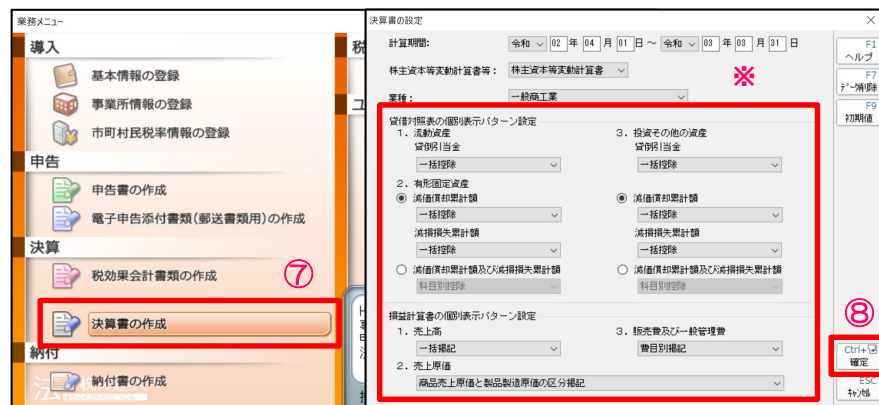 業務メニュー
導入
基本情報の登録
事業所情報の登録
市町村民税率情報の登録
申告
申告書の作成
電子申告添付書類(郵送書類用)の作成
決算
税効果会計書類の作成
⑦
決算書の作成
納付
納付書の作成
税
決算書の設定
計算期間: 令和 02 年 04 月 01 日 ~ 令和 03 年 03 月 31 日
株主資本等変動計算書等: 株主資本等変動計算書
※
業種: 一般商工業
貸借対照表の個別表示パターン設定
1. 流動資産
貸倒引当金
一括控除
2. 有形固定資産
減価償却累計額
一括控除
減損損失累計額
一括控除
減価償却累計額及び減損損失累計額
科目別控除
3. 投資その他の資産
貸倒引当金
一括控除
減価償却累計額
一括控除
減損損失累計額
一括控除
減価償却累計額及び減損損失累計額
科目別控除
損益計算書の個別表示パターン設定
1. 売上高
一括掲記
2. 売上原価
商品売上原価と製品製造原価の区分掲記
3. 販売費及び一般管理費
費目別掲記
F1
ヘルプ
F7
データ削除
F9
初期値
⑧
Ctrl+
確定
ESC
キャンセル